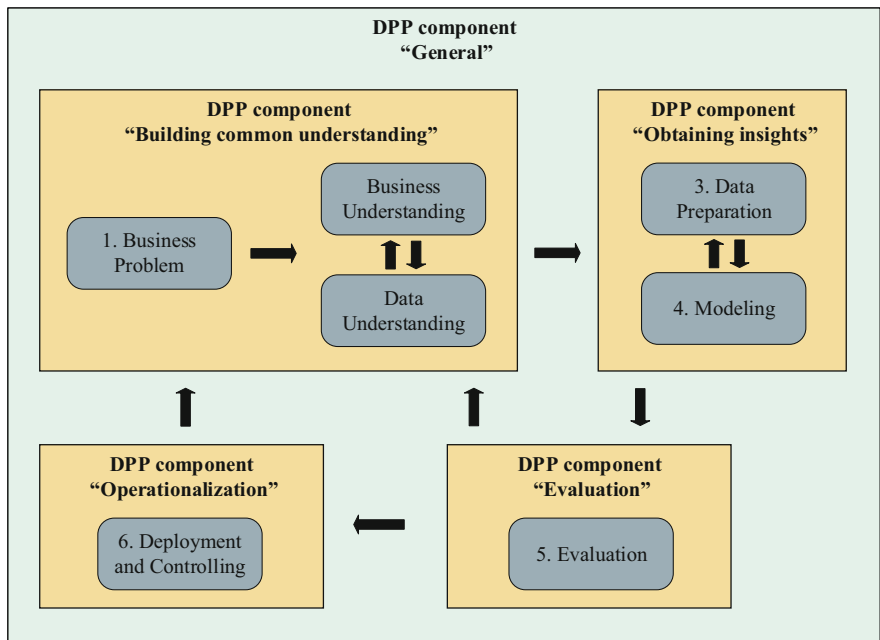 DPP component
“General”
DPP component
“Building common understanding”
1. Business
Problem
Business
Understanding
Data
Understanding
DPP component
“Obtaining insights”
3. Data
Preparation
4. Modeling
DPP component
“Operationalization”
6. Deployment
and Controlling
DPP component
“Evaluation”
5. Evaluation